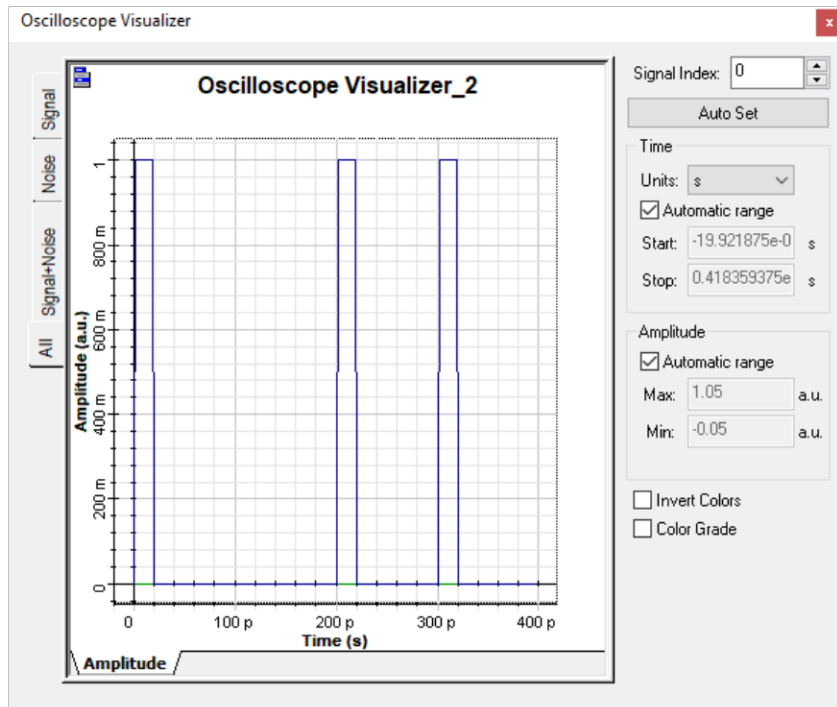 Oscilloscope Visualizer
x
Signal
Noise
Signal+Noise
All
Oscilloscope Visualizer_2
Amplitude (a.u.)
1
800 m
600 m
400 m
200 m
0
0 100 p 200 p 300 p 400 p
Time (s)
Amplitude
Signal Index: 0
Auto Set
Time
Units: s
Automatic range
Start: -19.921875e-0 s
Stop: 0.418359375e s
Amplitude
Automatic range
Max: 1.05 a.u.
Min: -0.05 a.u.
Invert Colors
Color Grade